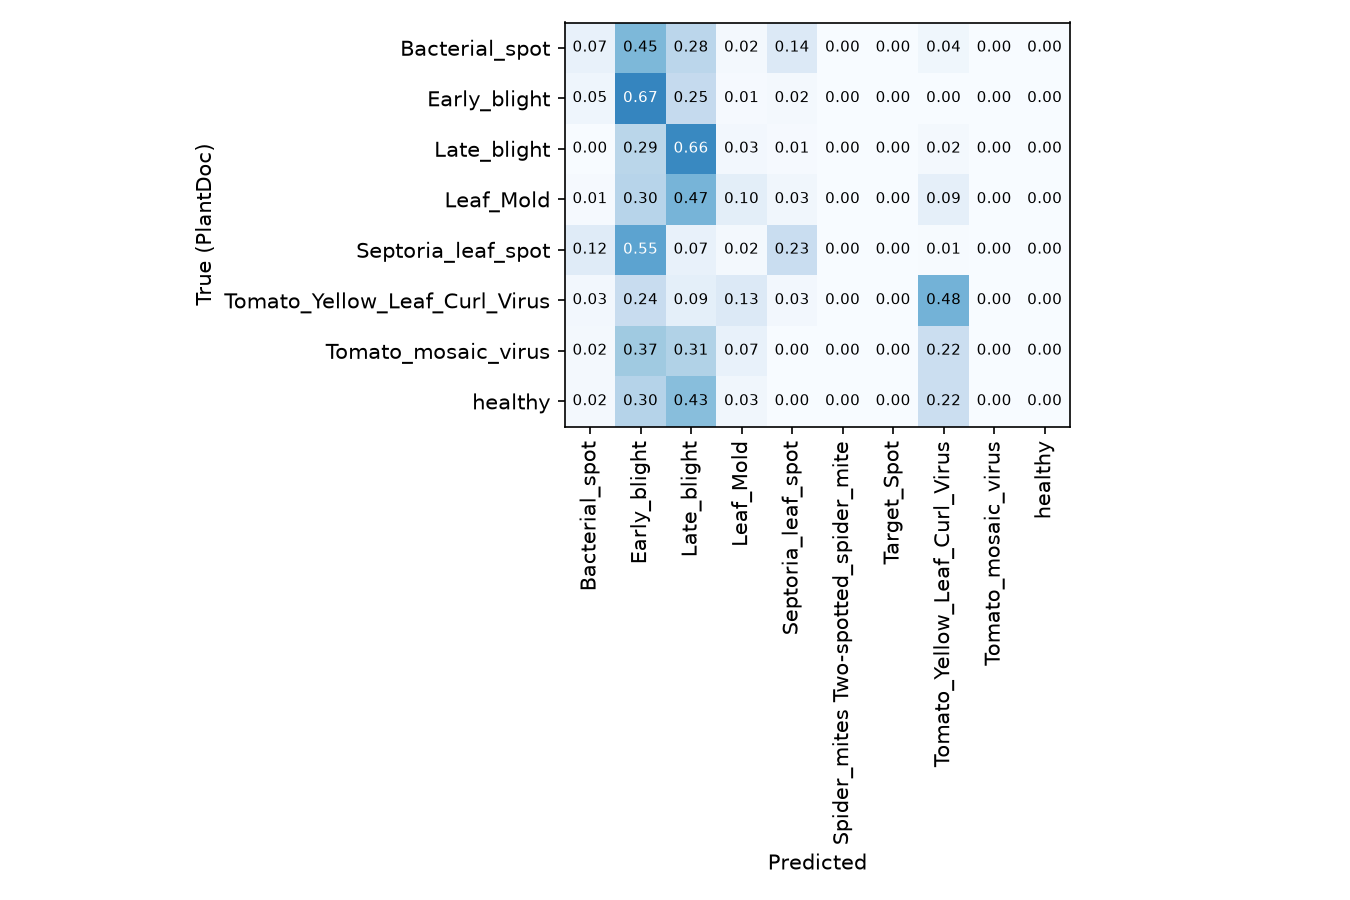 Bacterial_spot 0.07 0.45 0.28 0.02 0.14 0.00 0.00 0.04 0.00 0.00
Early_blight 0.05 0.67 0.25 0.01 0.02 0.00 0.00 0.00 0.00 0.00
Late_blight 0.00 0.29 0.66 0.03 0.01 0.00 0.00 0.02 0.00 0.00
Leaf_Mold 0.01 0.30 0.47 0.10 0.03 0.00 0.00 0.09 0.00 0.00
Septoria_leaf_spot 0.12 0.55 0.07 0.02 0.23 0.00 0.00 0.01 0.00 0.00
Tomato_Yellow_Leaf_Curl_Virus 0.03 0.24 0.09 0.13 0.03 0.00 0.00 0.48 0.00 0.00
Tomato_mosaic_virus 0.02 0.37 0.31 0.07 0.00 0.00 0.00 0.22 0.00 0.00
healthy 0.02 0.30 0.43 0.03 0.00 0.00 0.00 0.22 0.00 0.00
True (PlantDoc)
Bacterial_spot
Early_blight
Late_blight
Leaf_Mold
Septoria_leaf_spot
Spider_mites Two-spotted_spider_mite
Target_Spot
Tomato_Yellow_Leaf_Curl_Virus
Tomato_mosaic_virus
healthy
Predicted